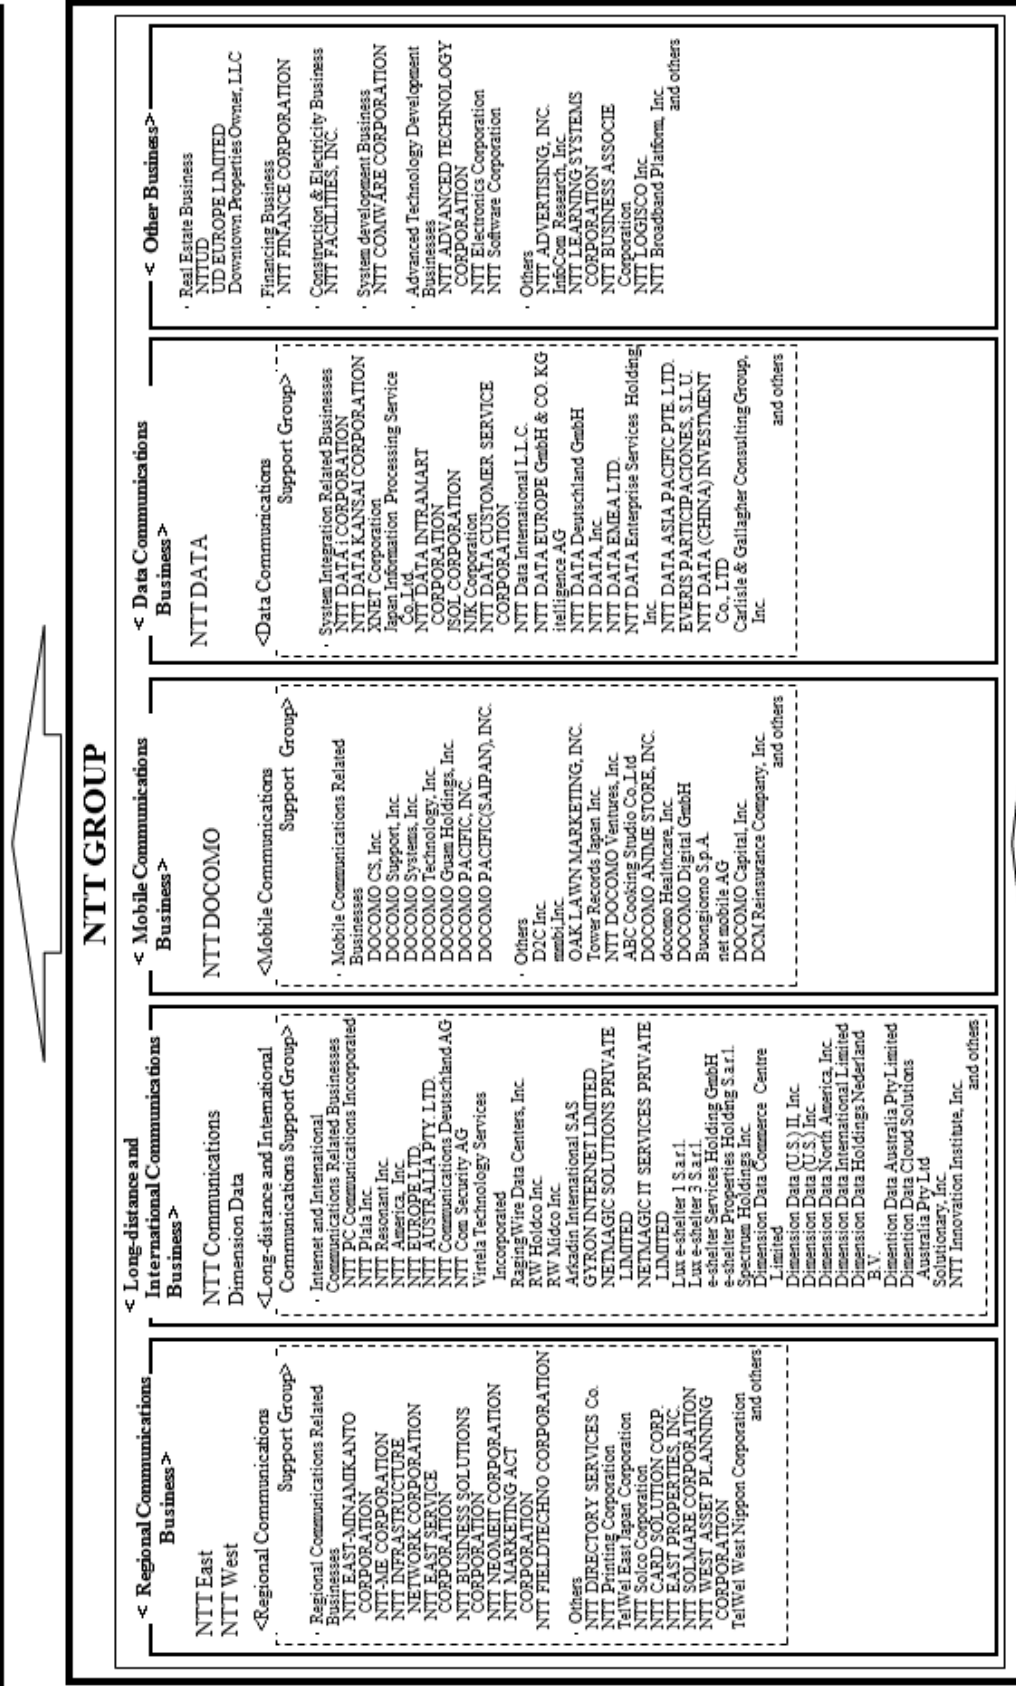 NTT GROUP
< Regional Communications
Business>
NTT East
NTT West
<Regional Communications
Support Group>
· Regional Communications Related
Businesses
NTT EAST-MINAMIKANTO
CORPORATION
NTT-ME CORPORATION
NTT INFRASTRUCTURE
NETWORK CORPORATION
NTT EAST SERVICE
CORPORATION
NTT BUSINESS SOLUTIONS
CORPORATION
NTT NEOMEIT CORPORATION
NTT MARKETING ACT
CORPORATION
NTT FIELDTECHNO CORPORATION
· Others
NTT DIRECTORY SERVICES Co.
NTT Printing Corporation
TelWel East Japan Corporation
NTT Solco Corporation
NTT CARD SOLUTION CORP.
NTT EAST PROPERTIES, INC.
NTT SOLMARE CORPORATION
NTT WEST ASSET PLANNING
CORPORATION
TelWel West Nippon Corporation
and others
< Long-distance and
International Communications
Business>
NTT Communications
Dimension Data
<Long-distance and International
Communications Support Group>
· Internet and International
Communications Related Businesses
NTT PC Communications Incorporated
NTT Plala Inc.
NTT Resonant Inc.
NTT America, Inc.
NTT EUROPE LTD.
NTT AUSTRALIA PTY. LTD.
NTT Communications Deutschland AG
NTT Com Security AG
Virtela Technology Services
Incorporated
RagingWire Data Centers, Inc.
RW Holdco Inc.
RW Midco Inc.
Arkadin International SAS
GYRON INTERNET LIMITED
NETMAGIC SOLUTIONS PRIVATE
LIMITED
NETMAGIC IT SERVICES PRIVATE
LIMITED
Lux e-shelter 1 S.a.r.l.
Lux e-shelter 3 S.a.r.l.
e-shelter Services Holding GmbH
e-shelter Properties Holding S.a.r.l.
Spectrum Holdings Inc.
Dimension Data Commerce Centre
Limited
Dimension Data (U.S.) II, Inc.
Dimension Data (U.S.) Inc.
Dimension Data North America, Inc.
Dimension Data International Limited
Dimension Data Holdings Nederland
B.V.
Dimention Data Australia Pty Limited
Dimention Data Cloud Solutions
Australia Pty Ltd
Solutionary, Inc.
NTT Innovation Institute, Inc.
and others
< Mobile Communications
Business>
NTT DOCOMO
<Mobile Communications
Support Group>
· Mobile Communications Related
Businesses
DOCOMO CS, Inc.
DOCOMO Support, Inc.
DOCOMO Systems, Inc.
DOCOMO Technology, Inc.
DOCOMO Guam Holdings, Inc.
DOCOMO PACIFIC, INC.
DOCOMO PACIFIC(SAIPAN), INC.
· Others
D2C Inc.
mmbi,Inc.
OAK LAWN MARKETING, INC.
Tower Records Japan Inc.
NTT DOCOMO Ventures, Inc.
ABC Cooking Studio Co.,Ltd
DOCOMO ANIME STORE, INC.
docomo Healthcare, Inc.
DOCOMO Digital GmbH
Buongiorno S.p.A.
net mobile AG
DOCOMO Capital, Inc.
DCM Reinsurance Company, Inc.
and others
< Data Communications
Business>
NTT DATA
<Data Communications
Support Group>
· System Integration Related Businesses
NTT DATA i CORPORATION
NTT DATA KANSAI CORPORATION
XNET Corporation
Japan Information Processing Service
Co.,Ltd.
NTT DATA INTRAMART
CORPORATION
JSOL CORPORATION
NJK Corporation
NTT DATA CUSTOMER SERVICE
CORPORATION
NTT Data International L.L.C.
NTT DATA EUROPE GmbH & CO. KG
itelligence AG
NTT DATA Deutschland GmbH
NTT DATA, Inc.
NTT DATA EMEA LTD.
NTT DATA Enterprise Services Holding,
Inc.
NTT DATA ASIA PACIFIC PTE. LTD.
EVERIS PARTICIPACIONES, S.L.U.
NTT DATA (CHINA) INVESTMENT
Co., LTD
Carlisle & Gallagher Consulting Group,
Inc.
and others
< Other Business>
· Real Estate Business
NTTUD
UD EUROPE LIMITED
Downtown Properties Owner, LLC
· Financing Business
NTT FINANCE CORPORATION
· Construction & Electricity Business
NTT FACILITIES, INC.
· System development Business
NTT COMWARE CORPORATION
· Advanced Technology Development
Businesses
NTT ADVANCED TECHNOLOGY
CORPORATION
NTT Electronics Corporation
NTT Software Corporation
· Others
NTT ADVERTISING, INC.
InfoCom Research, Inc.
NTT LEARNING SYSTEMS
CORPORATION
NTT BUSINESS ASSOCIE
Corporation
NTT LOGISCO Inc.
NTT Broadband Platform, Inc.
and others